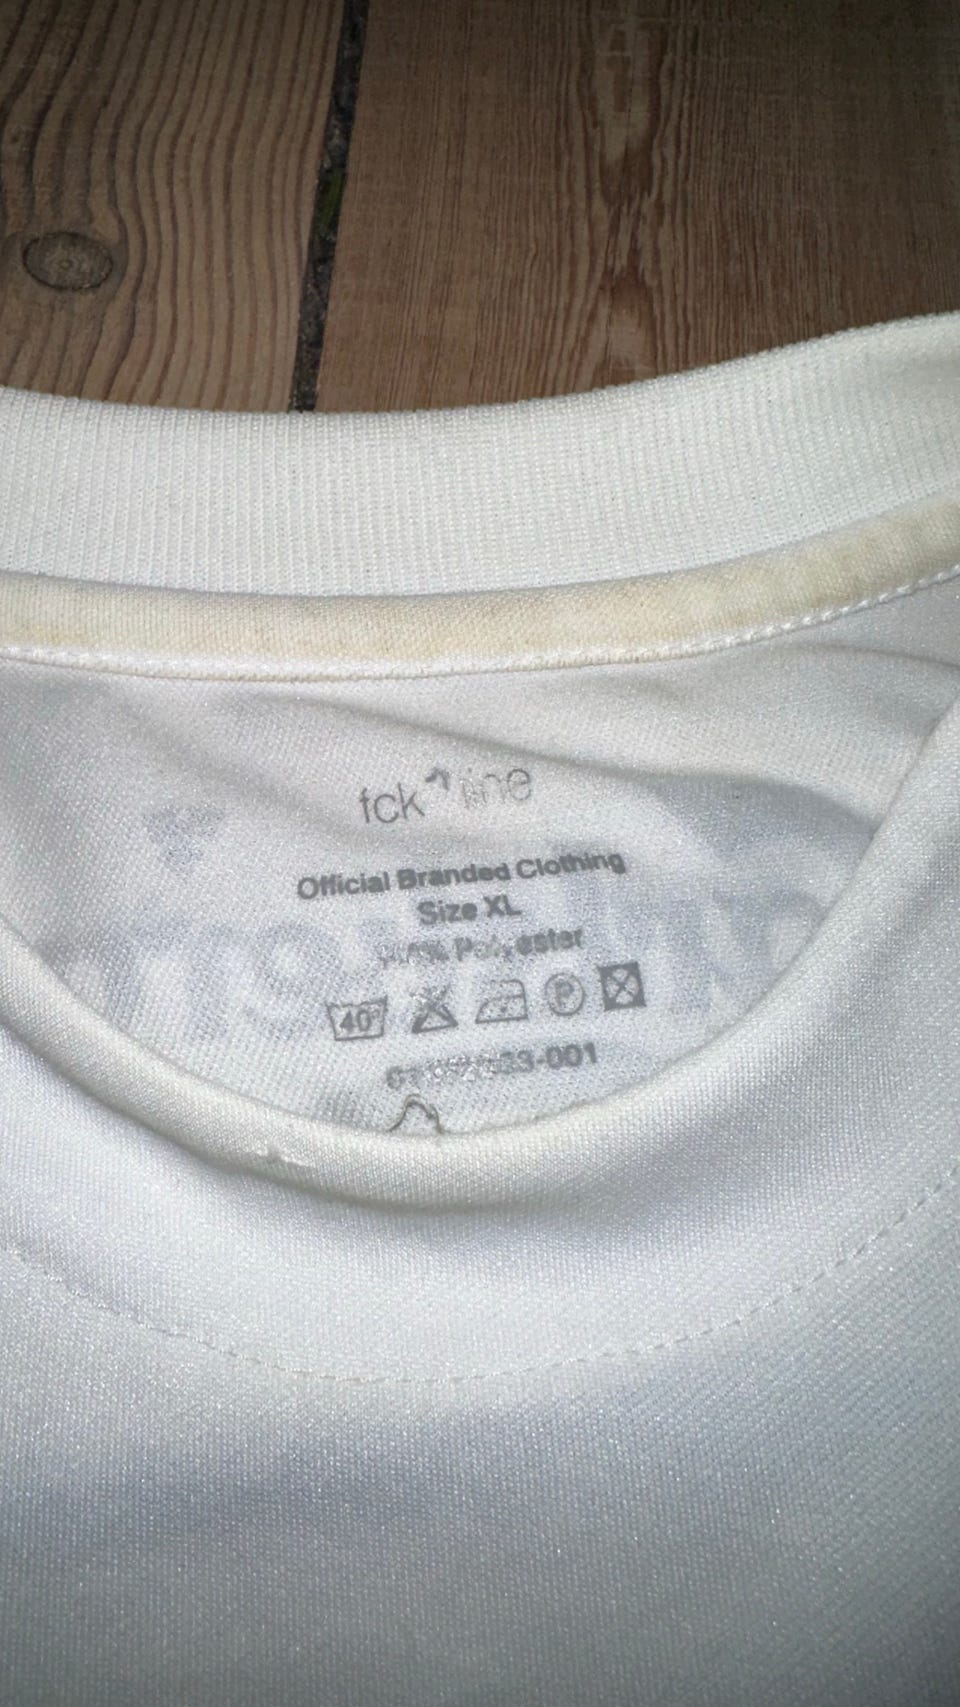 fck line
Official Branded Clothing
Size XL
Polyester
40°
P